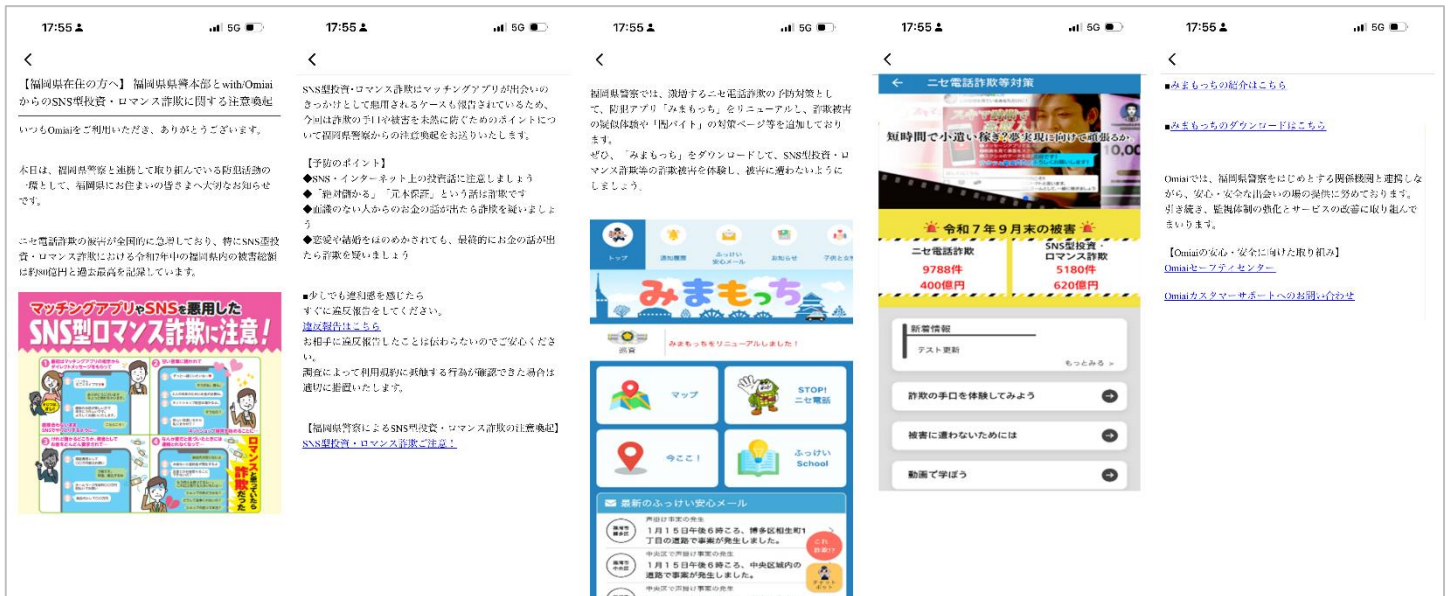 17:55
5G
【福岡県在住の方へ】 福岡県県警本部とwith/Omiai
からのSNS型投資・ロマンス詐欺に関する注意喚起
いつもOmiaiをご利用いただき、ありがとうございます。
本日は、福岡県警察と連携して取り組んでいる防犯活動の
一環として、福岡県にお住まいの皆さまへ大切なお知らせ
です。
ニセ電話詐欺の被害が全国的に急増しており、特にSNS型投
資・ロマンス詐欺における令和7年中の福岡県内の被害総額
は約80億円と過去最高を記録しています。
マッチングアプリやSNSを悪用した
SNS型ロマンス詐欺に注意!
ロマンスと思っていたら
詐欺だった
17:55
5G
SNS型投資・ロマンス詐欺はマッチングアプリが出会いの
きっかけとして悪用されるケースも報告されているため、
今回は詐欺の手口や被害を未然に防ぐためのポイントにつ
いて福岡県警察からの注意喚起をお送りいたします。
【予防のポイント】
◆SNS・インターネット上の投資話に注意しましょう
◆「絶対儲かる」「元本保証」という話は詐欺です
◆面識のない人からのお金の話が出たら詐欺を疑いましょ
う
◆恋愛や結婚をほのめかされても、最終的にお金の話が出
たら詐欺を疑いましょう
■少しでも違和感を感じたら
すぐに違反報告をしてください。
違反報告はこちら
お相手に違反報告したことは伝わらないのでご安心くださ
い。
調査によって利用規約に抵触する行為が確認できた場合は
適切に措置いたします。
【福岡県警察によるSNS型投資・ロマンス詐欺の注意喚起】
SNS型投資・ロマンス詐欺ご注意！
17:55
5G
福岡県警察では、激増するニセ電話詐欺の予防対策とし
て、防犯アプリ「みまもっち」をリニューアルし、詐欺被害
の疑似体験や「闇バイト」の対策ページ等を追加しており
ます。
ぜひ、「みまもっち」をダウンロードして、SNS型投資・ロ
マンス詐欺等の詐欺被害を体験し、被害に遭わないように
しましょう。
トップ
通知履歴
ふっけい
安心メール
お知らせ
みまもっち
巡査
みまもっちをリニューアルしました！
マップ
STOP!
ニセ電話
今ここ！
ふっけい
School
最新のふっけい安心メール
福岡市
博多区
声掛け事案の発生
1月15日午後6時ころ、博多区相生町1
丁目の道路で事案が発生しました。
福岡市
中央区
中央区で声掛け事案の発生
1月15日午後6時ころ、中央区城内の
道路で事案が発生しました。
中央区で声掛け事案の発生
これ
詐欺!?
チャット
ボット
17:55
5G
ニセ電話詐欺等対策
短時間で小遣い稼ぎ?夢実現に向けて頑張るか
令和７年９月末の被害
ニセ電話詐欺
9788件
400億円
SNS型投資・
ロマンス詐欺
5180件
620億円
新着情報
テスト更新
もっとみる >
詐欺の手口を体験してみよう
被害に遭わないためには
動画で学ぼう
17:55
5G
■みまもっちの紹介はこちら
■みまもっちのダウンロードはこちら
Omiaiでは、福岡県警察をはじめとする関係機関と連携しな
がら、安心・安全な出会いの場の提供に努めております。
引き続き、監視体制の強化とサービスの改善に取り組んで
まいります。
【Omiaiの安心・安全に向けた取り組み】
Omiaiセーフティセンター
Omiaiカスタマーサポートへのお問い合わせ